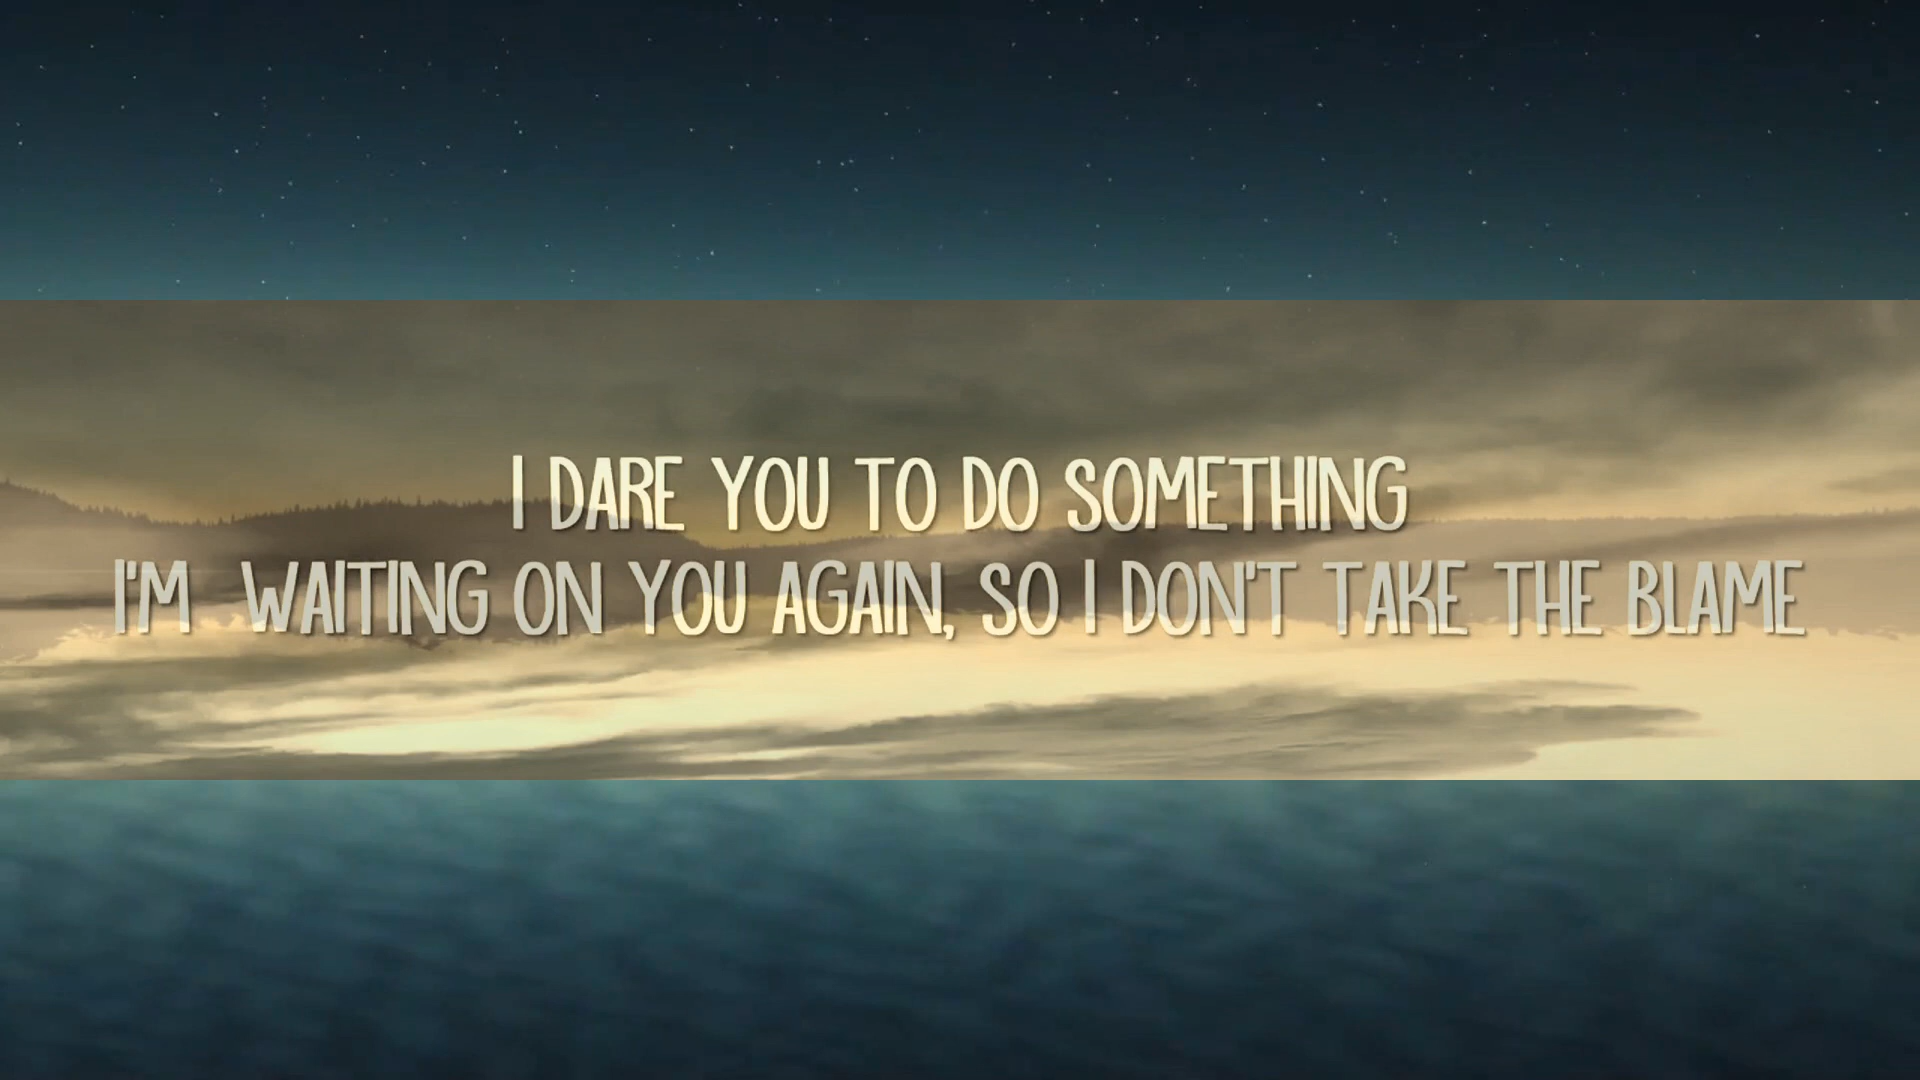 I DARE YOU TO DO SOMETHING
I'M WAITING ON YOU AGAIN, SO I DON'T TAKE THE BLAME